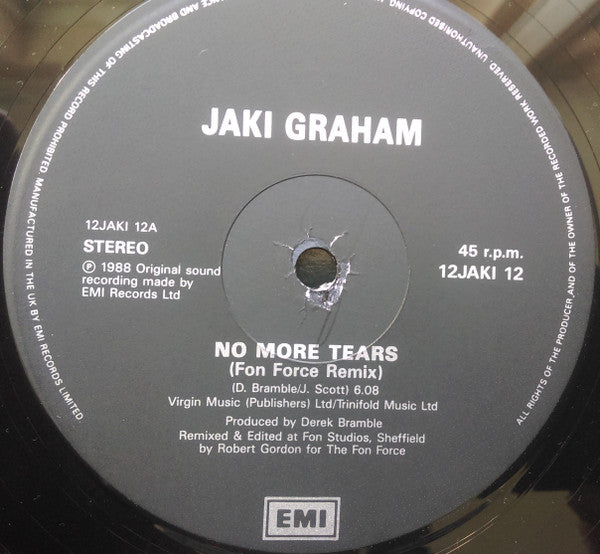 JAKI GRAHAM
12JAKI 12A
STEREO
℗ 1988 Original sound
recording made by
EMI Records Ltd
45 r.p.m.
12JAKI 12
NO MORE TEARS
(Fon Force Remix)
(D. Bramble/J. Scott) 6.08
Virgin Music (Publishers) Ltd/Trinifold Music Ltd
Produced by Derek Bramble
Remixed & Edited at Fon Studios, Sheffield
by Robert Gordon for The Fon Force
EMI
ALL RIGHTS OF THE PRODUCER AND OF THE OWNER OF THE RECORDED WORK RESERVED. UNAUTHORISED COPYING,
AND BROADCASTING OF THIS RECORD PROHIBITED. MANUFACTURED IN THE UK BY EMI RECORDS LIMITED.